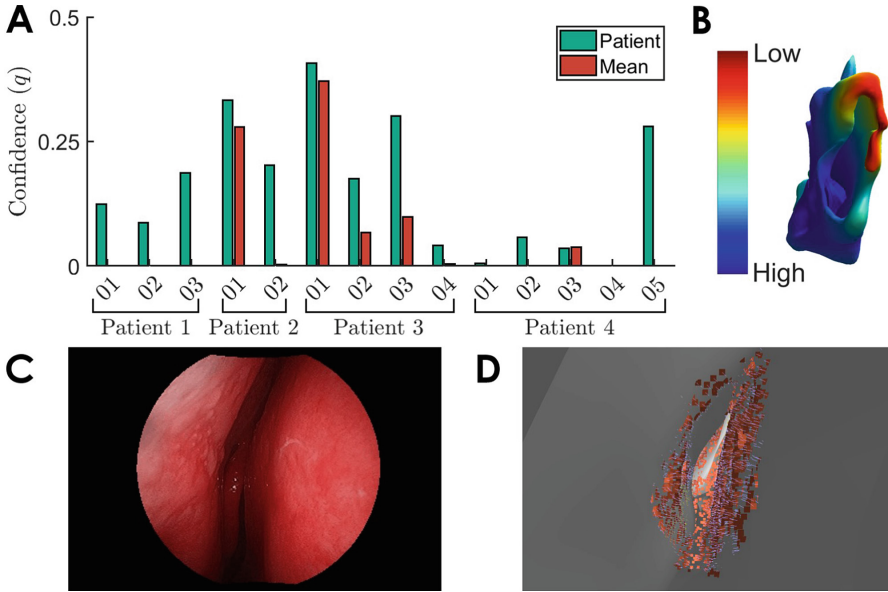 A
0.5
0.25
0
Confidence (q)
Patient
Mean
01 02 03 01 02 01 02 03 04 01 02 03 04 05
Patient 1 Patient 2 Patient 3 Patient 4
B
Low
High
C
D